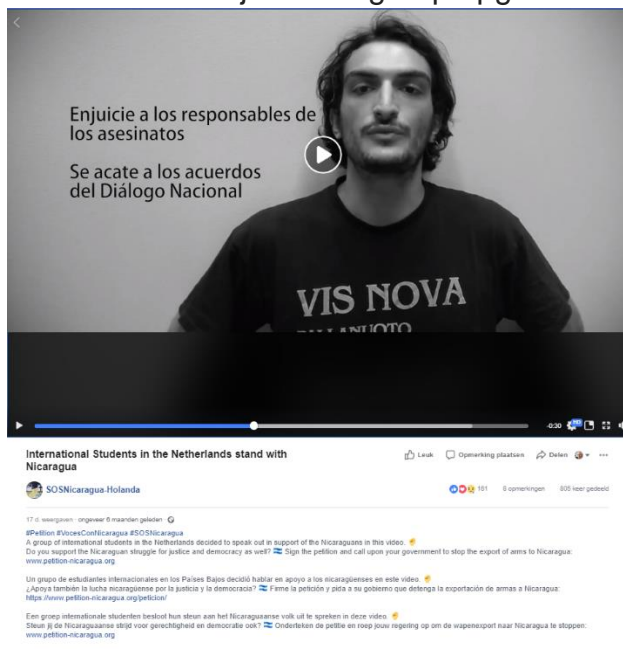 Enjuicie a los responsables de
los asesinatos
Se acate a los acuerdos
del Diálogo Nacional
VIS NOVA
PALLANUOTO
-0:30 HD
International Students in the Netherlands stand with
Nicaragua
Leuk Opmerking plaatsen Delen
SOSNicaragua-Holanda
161 6 opmerkingen 805 keer gedeeld
17 d. weergaven · ongeveer 6 maanden geleden ·
#Petition #VocesConNicaragua #SOSNicaragua
A group of international students in the Netherlands decided to speak out in support of the Nicaraguans in this video.
Do you support the Nicaraguan struggle for justice and democracy as well? Sign the petition and call upon your government to stop the export of arms to Nicaragua:
www.petition-nicaragua.org
Un grupo de estudiantes internacionales en los Países Bajos decidió hablar en apoyo a los nicaragüenses en este video.
¿Apoya también la lucha nicaragüense por la justicia y la democracia? Firme la petición y pida a su gobierno que detenga la exportación de armas a Nicaragua:
https://www.petition-nicaragua.org/peticion/
Een groep internationale studenten besloot hun steun aan het Nicaraguaanse volk uit te spreken in deze video.
Steun jij de Nicaraguaanse strijd voor gerechtigheid en democratie ook? Onderteken de petitie en roep jouw regering op om de wapenexport naar Nicaragua te stoppen:
www.petition-nicaragua.org